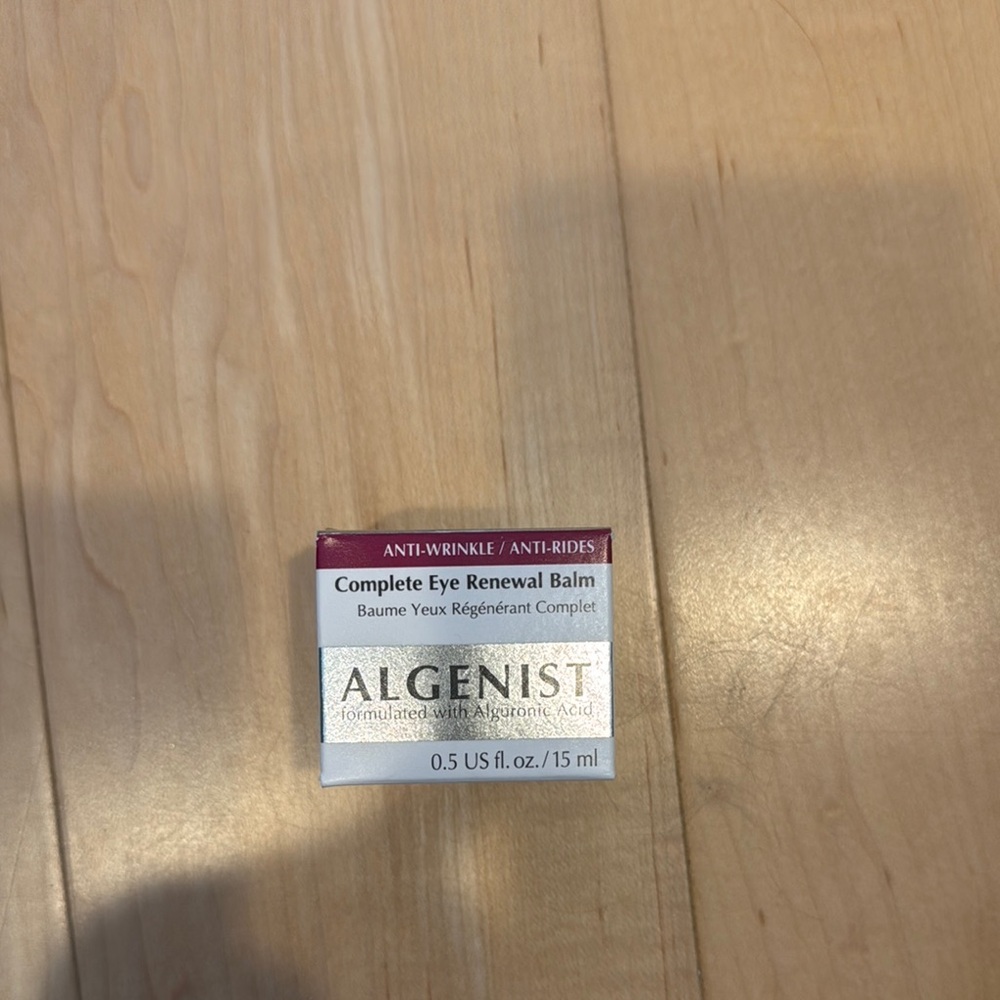 ANTI-WRINKLE / ANTI-RIDES
Complete Eye Renewal Balm
Baume Yeux Régénérant Complet
ALGENIST
formulated with Alguronic Acid
0.5 US fl. oz. / 15 ml